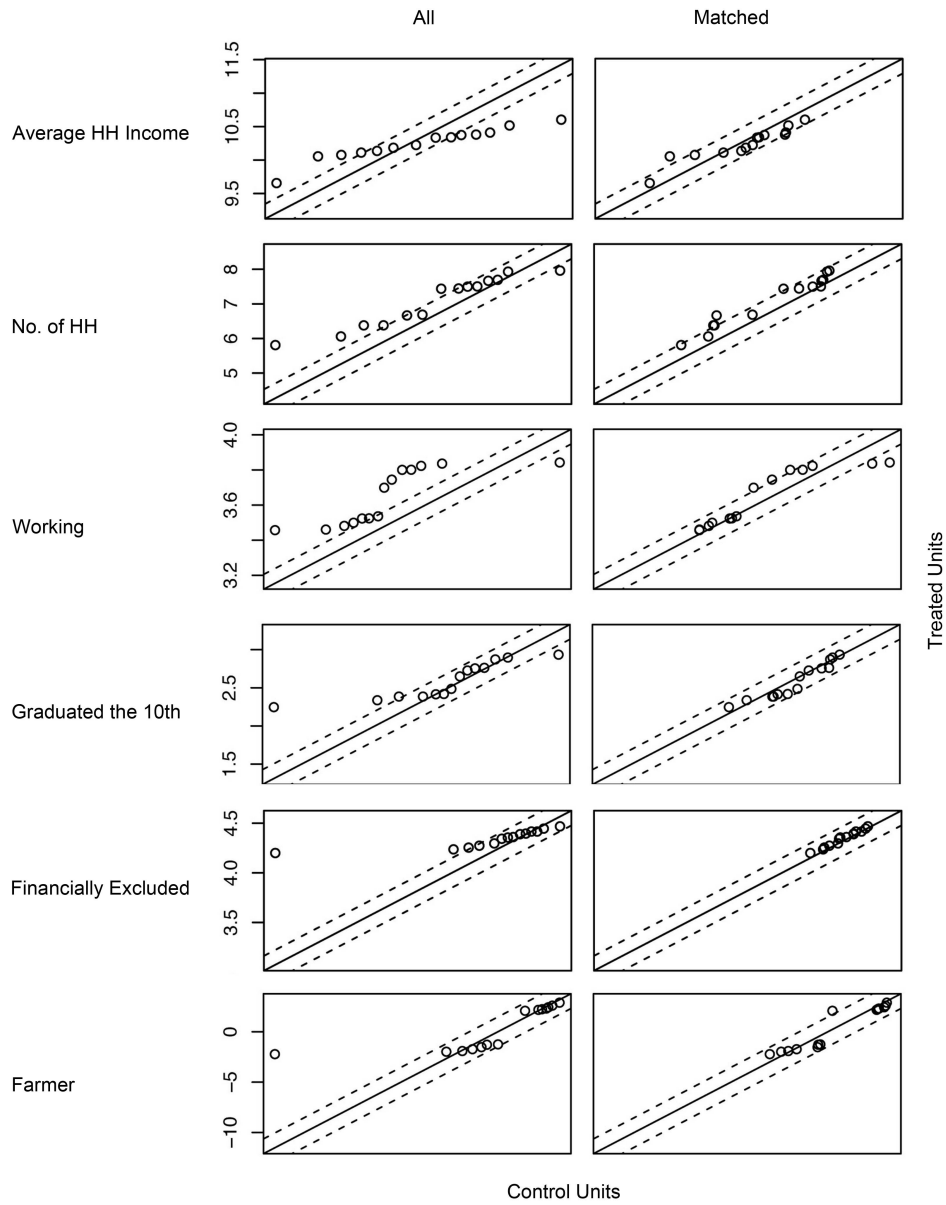 All Matched
Average HH Income
11.5
10.5
9.5
No. of HH
8
7
6
5
Working
4.0
3.6
3.2
Graduated the 10th
2.5
1.5
Financially Excluded
4.5
4.0
3.5
Farmer
0
−5
−10
Treated Units
Control Units